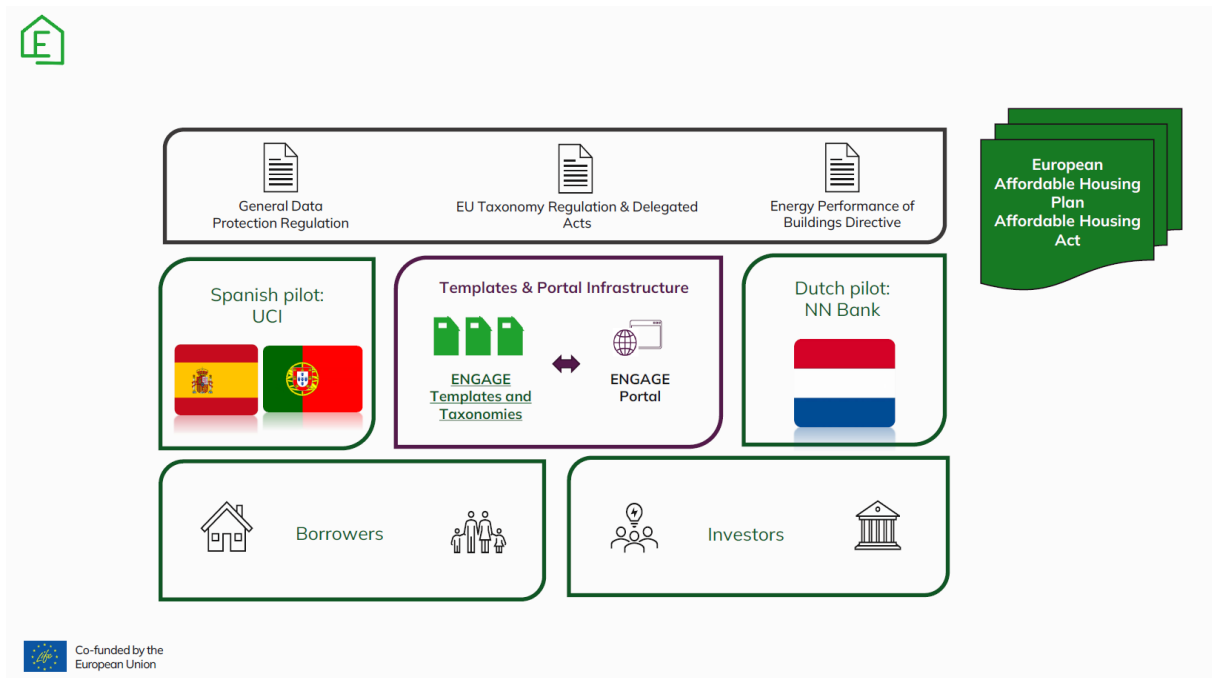 E
General Data
Protection Regulation
EU Taxonomy Regulation & Delegated
Acts
Energy Performance of
Buildings Directive
European
Affordable Housing
Plan
Affordable Housing
Act
Spanish pilot:
UCI
Templates & Portal Infrastructure
ENGAGE
Templates and
Taxonomies
ENGAGE
Portal
Dutch pilot:
NN Bank
Borrowers
Investors
Life
Co-funded by the
European Union